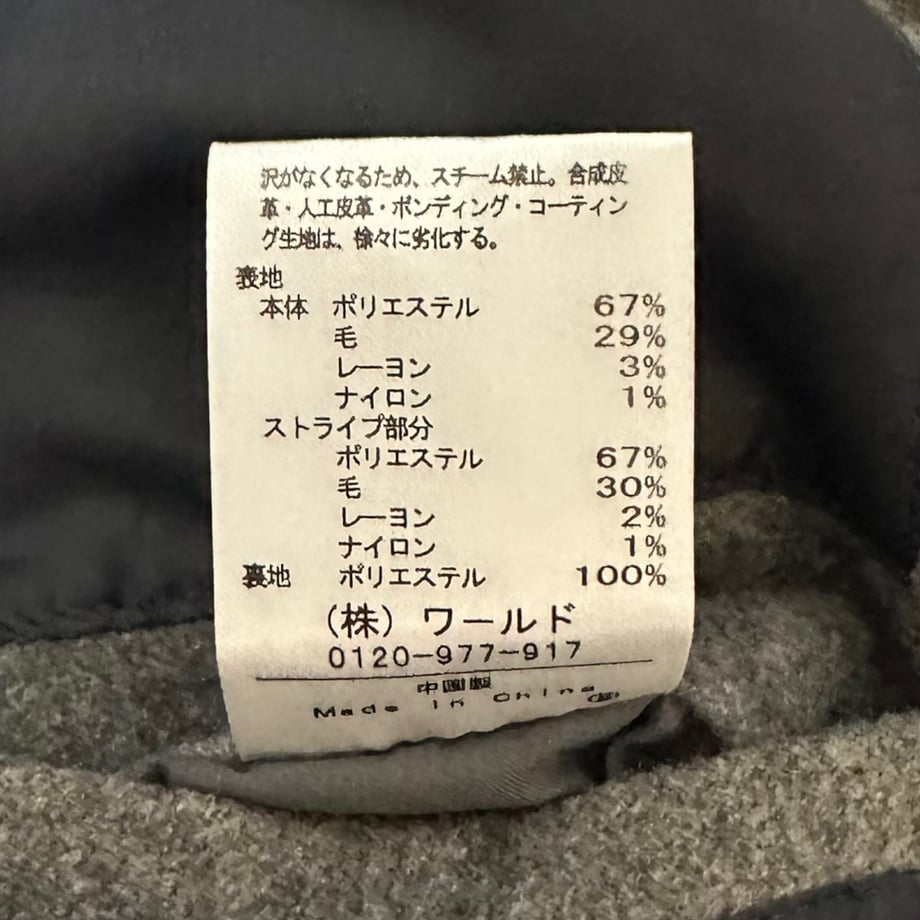 沢がなくなるため、スチーム禁止。合成皮
革・人工皮革・ボンディング・コーティン
グ生地は、徐々に劣化する。
表地
本体 ポリエステル 67%
毛 29%
レーヨン 3%
ナイロン 1%
ストライプ部分
ポリエステル 67%
毛 30%
レーヨン 2%
ナイロン 1%
裏地 ポリエステル 100%
(株)ワールド
0120-977-917
中国製
Made in China